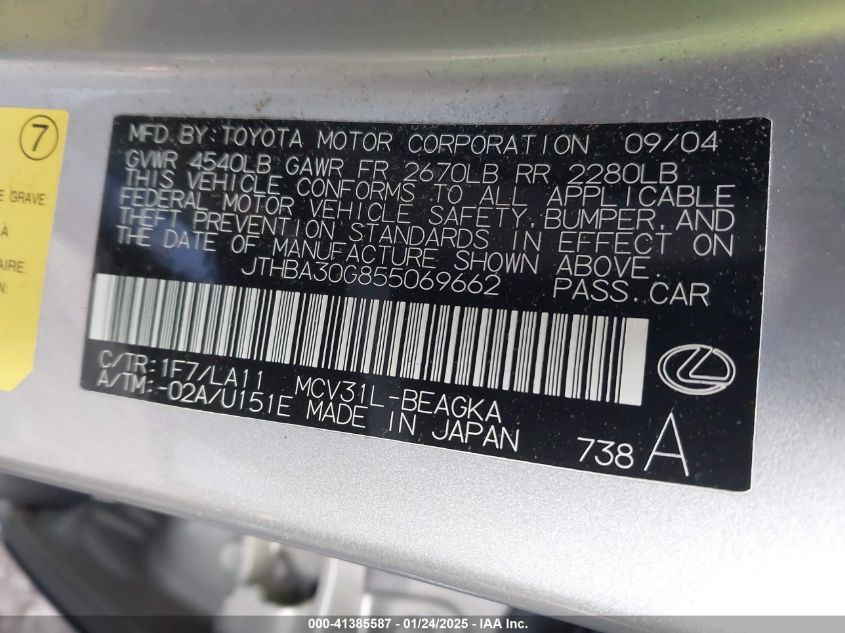 7
E GRAVE:
À
AIRE
N:
MFD. BY: TOYOTA MOTOR CORPORATION 09/04
GVWR 4540LB GAWR FR 2670LB RR 2280LB
THIS VEHICLE CONFORMS TO ALL APPLICABLE
FEDERAL MOTOR VEHICLE SAFETY, BUMPER, AND
THEFT PREVENTION STANDARDS IN EFFECT ON
THE DATE OF MANUFACTURE SHOWN ABOVE.
JTHBA30G855069662 PASS. CAR
C/TR: 1F7/LA11 MCV31L-BEAGKA
A/TM: -02A/U151E MADE IN JAPAN
738 A
000-41385587 - 01/24/2025 - IAAI.COM